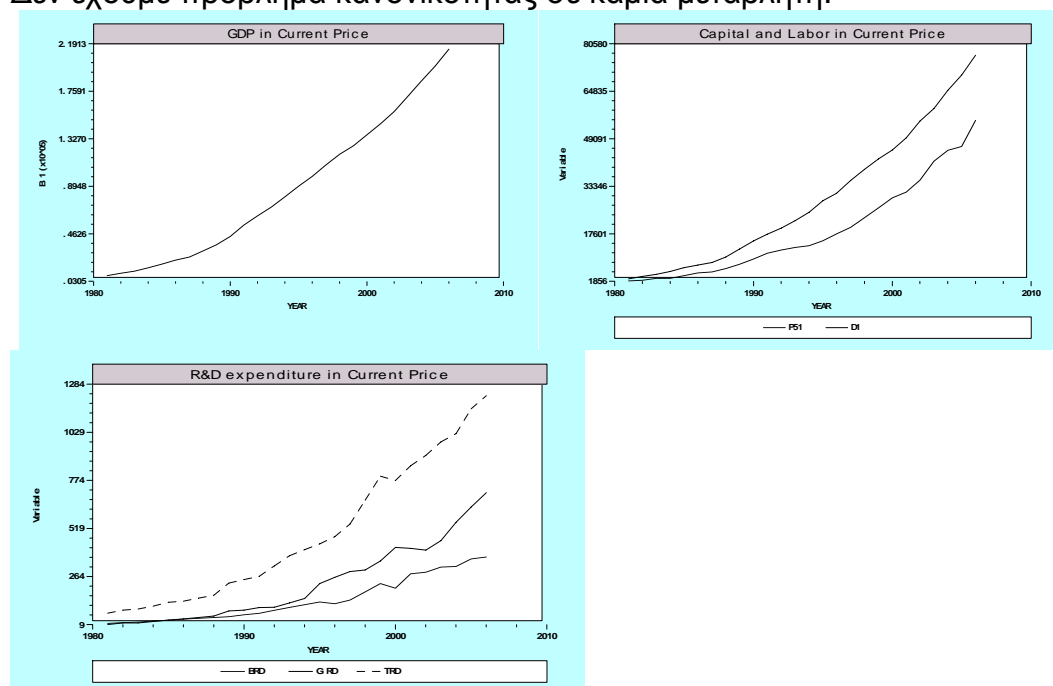 Δεν έχουμε πρόβλημα κανονικότητας σε καμία μεταβλητή.
GDP in Current Price
2.1913
1.7591
1.3270
.8948
.4626
.0305
B1 (x10^05)
1980 1990 2000 2010
YEAR
Capital and Labor in Current Price
80580
64835
49091
33346
17601
1856
Variable
1980 1990 2000 2010
YEAR
P51 D1
R&D expenditure in Current Price
1284
1029
774
519
264
9
Variable
1980 1990 2000 2010
YEAR
BRD GRD TRD